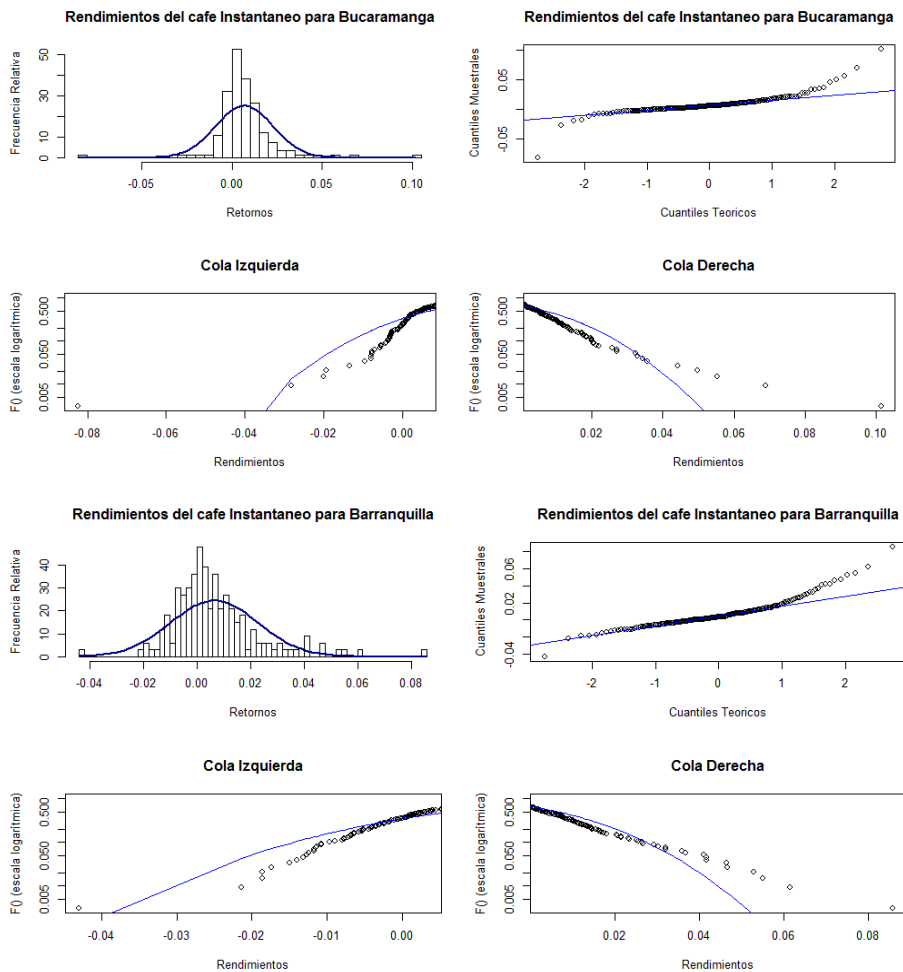 Rendimientos del cafe Instantaneo para Bucaramanga
Frecuencia Relativa
0 10 30 50
-0.05 0.00 0.05 0.10
Retornos
Rendimientos del cafe Instantaneo para Bucaramanga
Cuantiles Muestrales
-0.05 0.05
-2 -1 0 1 2
Cuantiles Teoricos
Cola Izquierda
F() (escala logarítmica)
0.005 0.050 0.500
-0.08 -0.06 -0.04 -0.02 0.00
Rendimientos
Cola Derecha
F() (escala logarítmica)
0.005 0.050 0.500
0.02 0.04 0.06 0.08 0.10
Rendimientos
Rendimientos del cafe Instantaneo para Barranquilla
Frecuencia Relativa
0 10 20 30 40
-0.04 -0.02 0.00 0.02 0.04 0.06 0.08
Retornos
Rendimientos del cafe Instantaneo para Barranquilla
Cuantiles Muestrales
-0.04 0.02 0.06
-2 -1 0 1 2
Cuantiles Teoricos
Cola Izquierda
F() (escala logarítmica)
0.005 0.050 0.500
-0.04 -0.03 -0.02 -0.01 0.00
Rendimientos
Cola Derecha
F() (escala logarítmica)
0.005 0.050 0.500
0.02 0.04 0.06 0.08
Rendimientos